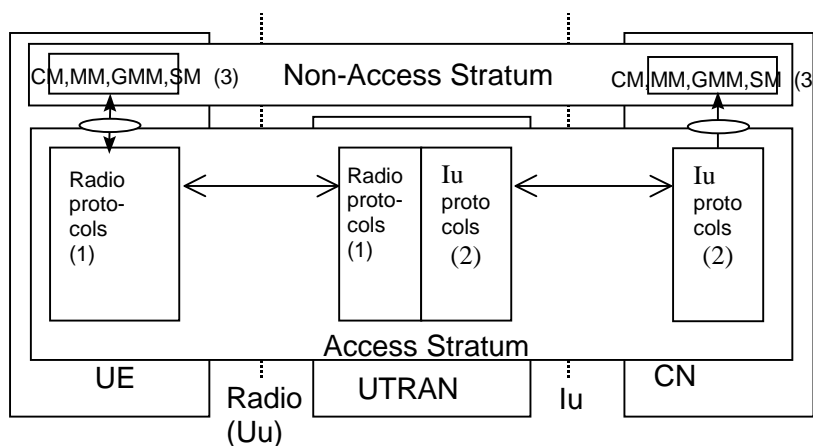 CM,MM,GMM,SM (3)
Non-Access Stratum
CM,MM,GMM,SM (3
Radio
proto-
cols
(1)
Radio
proto-
cols
(1)
Iu
proto
cols
(2)
Iu
proto
cols
(2)
Access Stratum
UE
UTRAN
CN
Radio
(Uu)
Iu